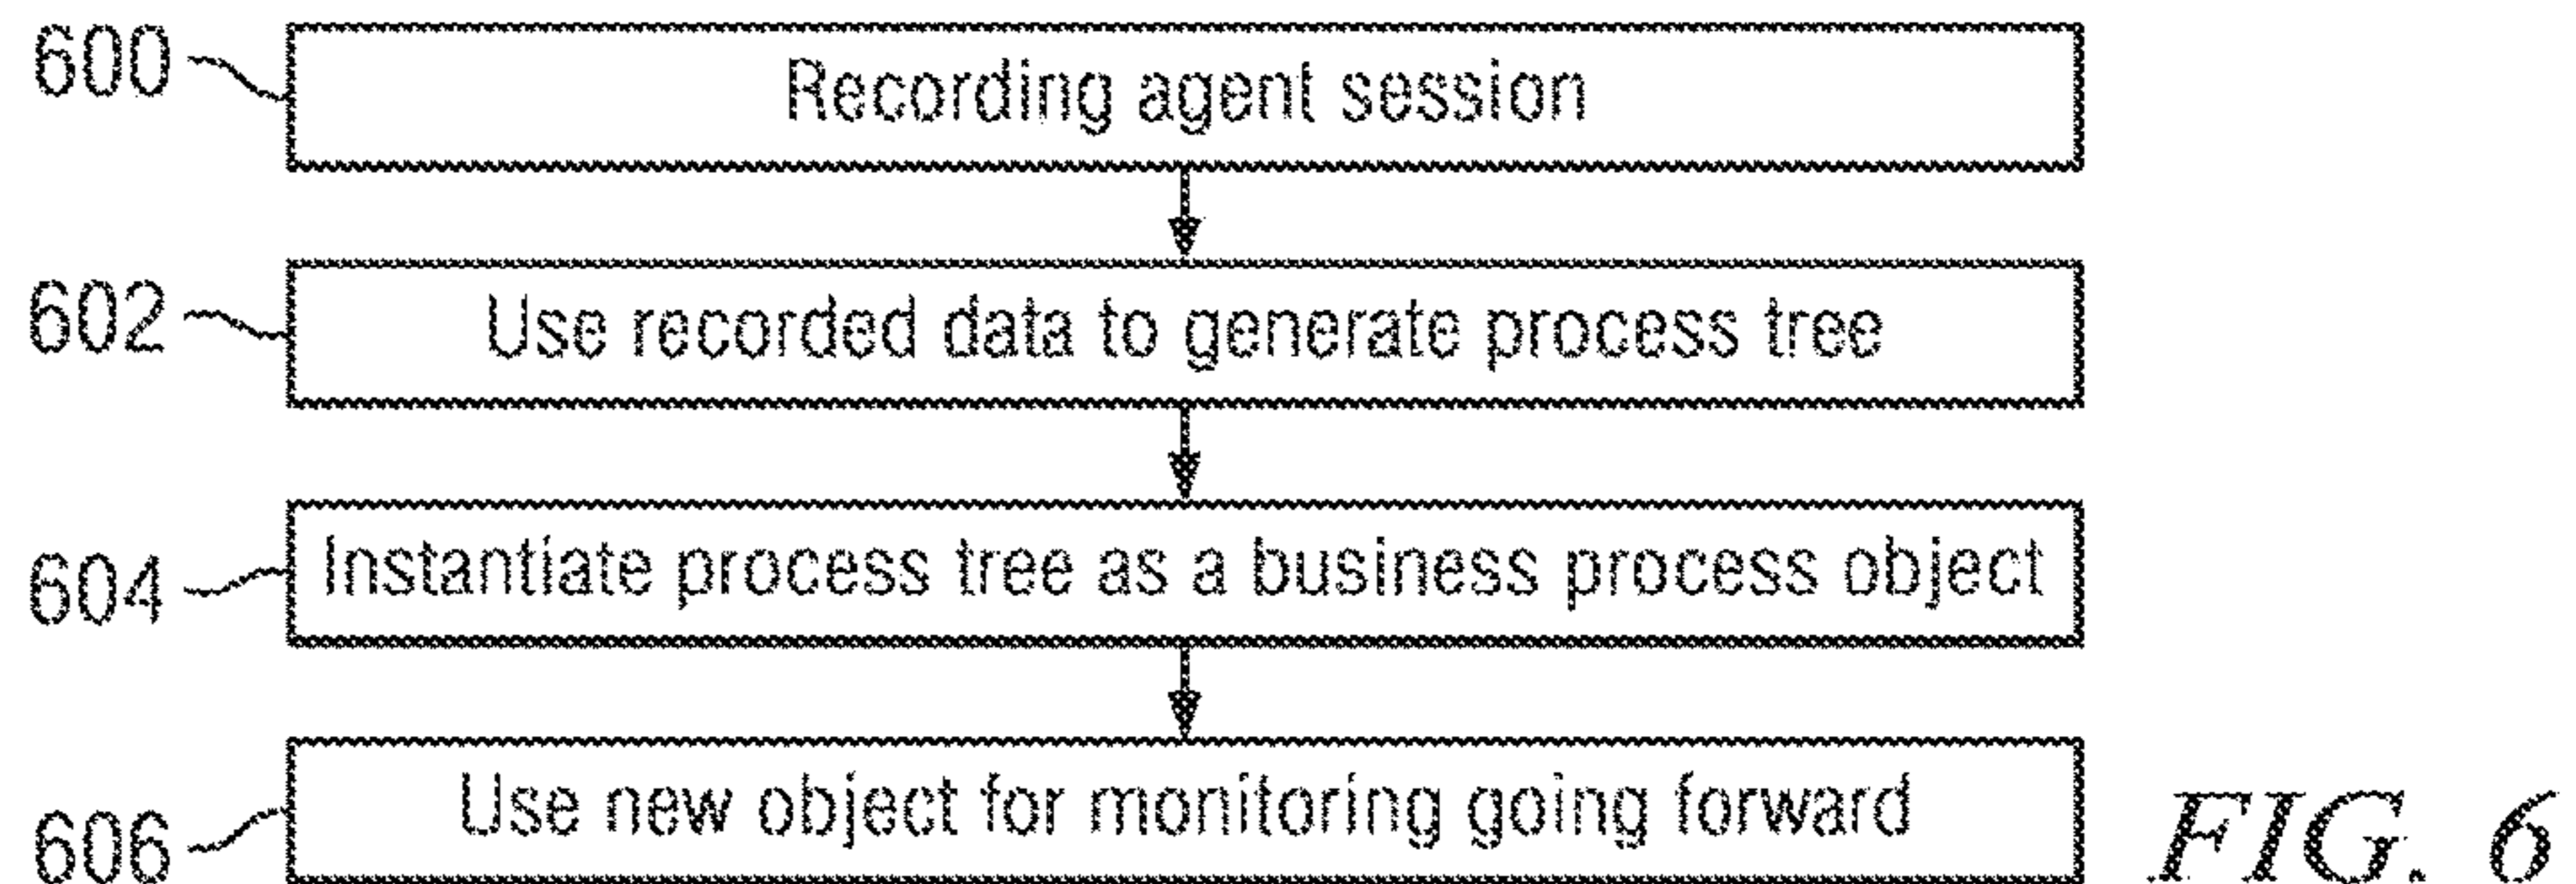 600 Recording agent session
602 Use recorded data to generate process tree
604 Instantiate process tree as a business process object
606 Use new object for monitoring going forward
FIG. 6